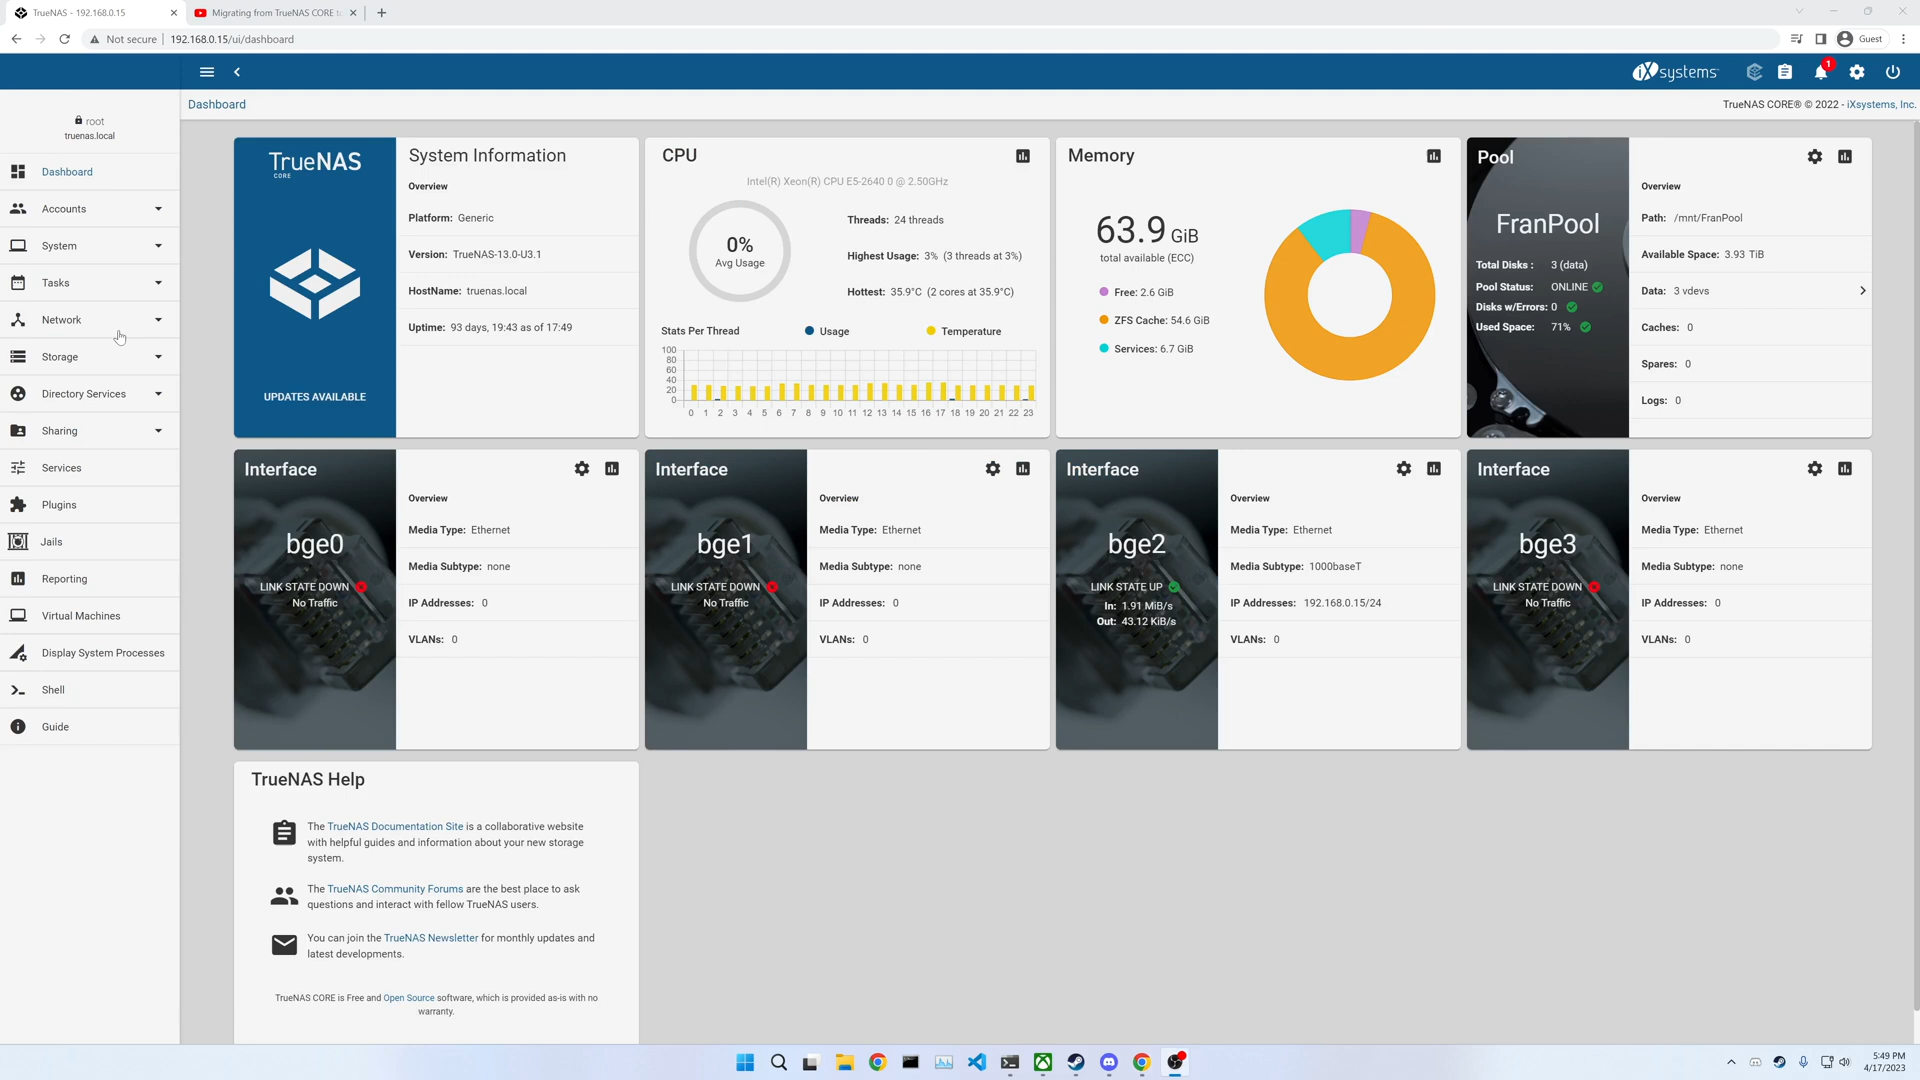 TrueNAS - 192.168.0.15
Migrating from TrueNAS CORE t
Not secure
192.168.0.15/ui/dashboard
Guest
iXsystems
1
root
truenas.local
Dashboard
Accounts
System
Tasks
Network
Storage
Directory Services
Sharing
Services
Plugins
Jails
Reporting
Virtual Machines
Display System Processes
Shell
Guide
Dashboard
TrueNAS CORE® © 2022 - iXsystems, Inc.
TrueNAS
CORE
UPDATES AVAILABLE
System Information
Overview
Platform: Generic
Version: TrueNAS-13.0-U3.1
HostName: truenas.local
Uptime: 93 days, 19:43 as of 17:49
CPU
Intel(R) Xeon(R) CPU E5-2640 0 @ 2.50GHz
0%
Avg Usage
Threads: 24 threads
Highest Usage: 3% (3 threads at 3%)
Hottest: 35.9°C (2 cores at 35.9°C)
Stats Per Thread
Usage
Temperature
100
80
60
40
20
0
0 1 2 3 4 5 6 7 8 9 10 11 12 13 14 15 16 17 18 19 20 21 22 23
Memory
63.9 GiB
total available (ECC)
Free: 2.6 GiB
ZFS Cache: 54.6 GiB
Services: 6.7 GiB
Pool
FranPool
Total Disks : 3 (data)
Pool Status: ONLINE
Disks w/Errors: 0
Used Space: 71%
Overview
Path: /mnt/FranPool
Available Space: 3.93 TiB
Data: 3 vdevs
Caches: 0
Spares: 0
Logs: 0
Interface
bge0
LINK STATE DOWN
No Traffic
Overview
Media Type: Ethernet
Media Subtype: none
IP Addresses: 0
VLANs: 0
Interface
bge1
LINK STATE DOWN
No Traffic
Overview
Media Type: Ethernet
Media Subtype: none
IP Addresses: 0
VLANs: 0
Interface
bge2
LINK STATE UP
In: 1.91 MiB/s
Out: 43.12 KiB/s
Overview
Media Type: Ethernet
Media Subtype: 1000baseT
IP Addresses: 192.168.0.15/24
VLANs: 0
Interface
bge3
LINK STATE DOWN
No Traffic
Overview
Media Type: Ethernet
Media Subtype: none
IP Addresses: 0
VLANs: 0
TrueNAS Help
The TrueNAS Documentation Site is a collaborative website
with helpful guides and information about your new storage
system.
The TrueNAS Community Forums are the best place to ask
questions and interact with fellow TrueNAS users.
You can join the TrueNAS Newsletter for monthly updates and
latest developments.
TrueNAS CORE is Free and Open Source software, which is provided as-is with no
warranty.
5:49 PM
4/17/2023